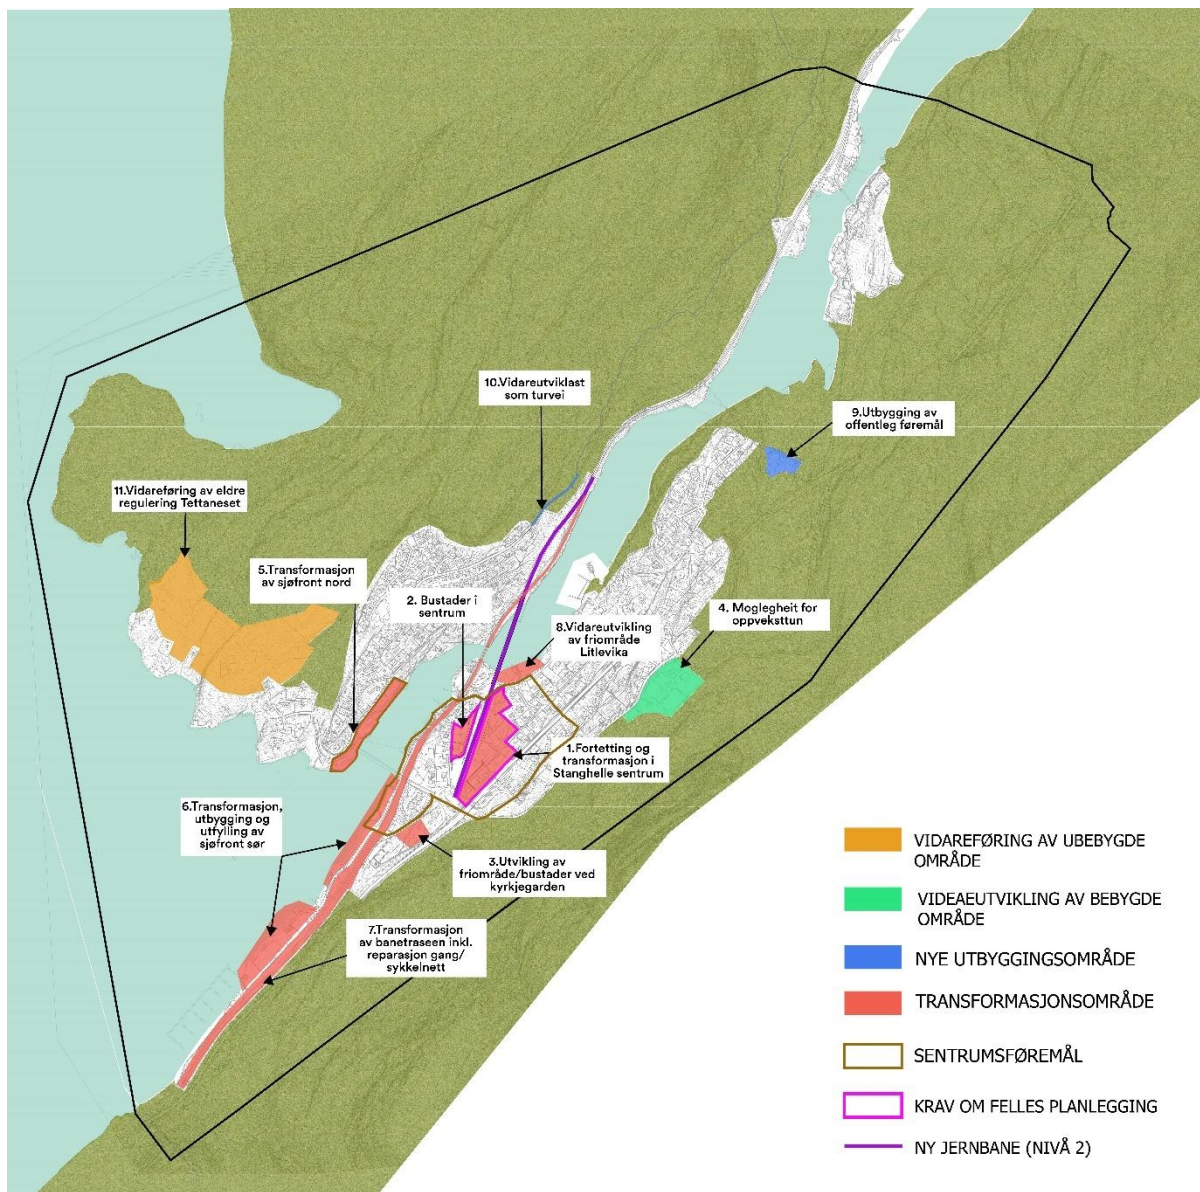 10.Vidareutviklast
som turvei
9.Utbygging av
offentleg føremål
11.Vidareføring av eldre
regulering Tettaneset
5.Transformasjon
av sjøfront nord
2. Bustader i
sentrum
8.Vidareutvikling
av friområde
Litlevika
4. Moglegheit for
oppveksttun
1.Fortetting og
transformasjon i
Stanghelle sentrum
6.Transformasjon,
utbygging og
utfylling av
sjøfront sør
3.Utvikling av
friområde/bustader ved
kyrkjegarden
7.Transformasjon
av banetraseen inkl.
reparasjon gang/
sykkelnett
VIDAREFØRING AV UBEBYGDE
OMRÅDE
VIDEAEUTVIKLING AV BEBYGDE
OMRÅDE
NYE UTBYGGINGSOMRÅDE
TRANSFORMASJONSOMRÅDE
SENTRUMSFØREMÅL
KRAV OM FELLES PLANLEGGING
NY JERNBANE (NIVÅ 2)